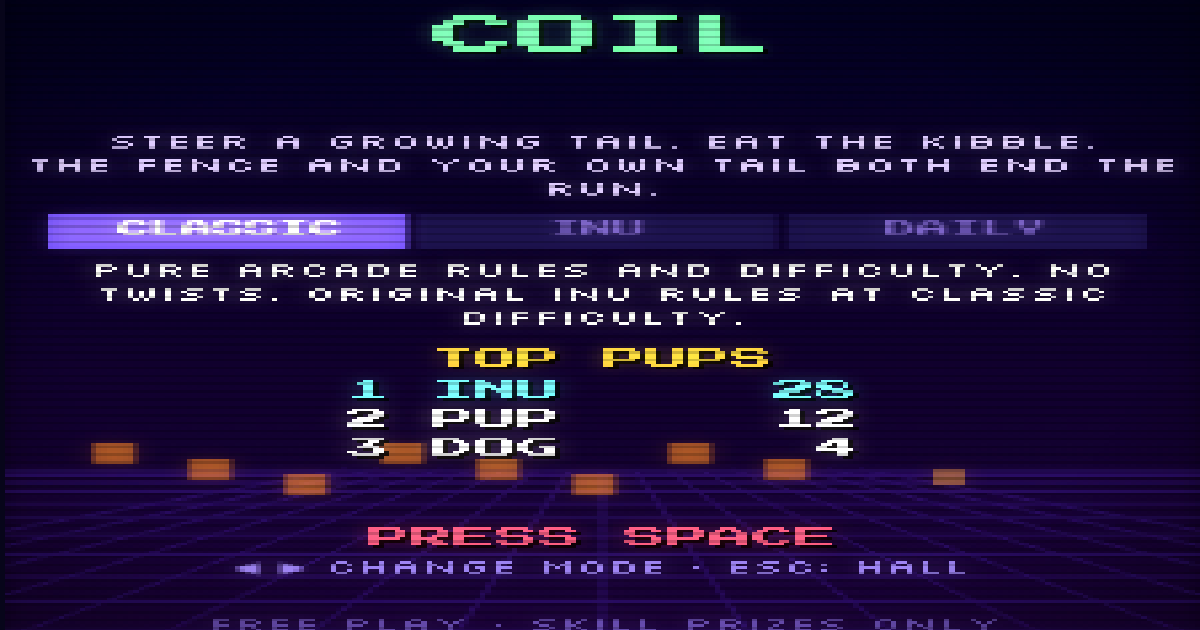 COIL
STEER A GROWING TAIL. EAT THE KIBBLE.
THE FENCE AND YOUR OWN TAIL BOTH END THE
RUN.
CLASSIC INU DAILY
PURE ARCADE RULES AND DIFFICULTY. NO
TWISTS. ORIGINAL INU RULES AT CLASSIC
DIFFICULTY.
TOP PUPS
1 INU 28
2 PUP 12
3 DOG 4
PRESS SPACE
◀ ▶ CHANGE MODE · ESC: HALL
FREE PLAY · SKILL PRIZES ONLY